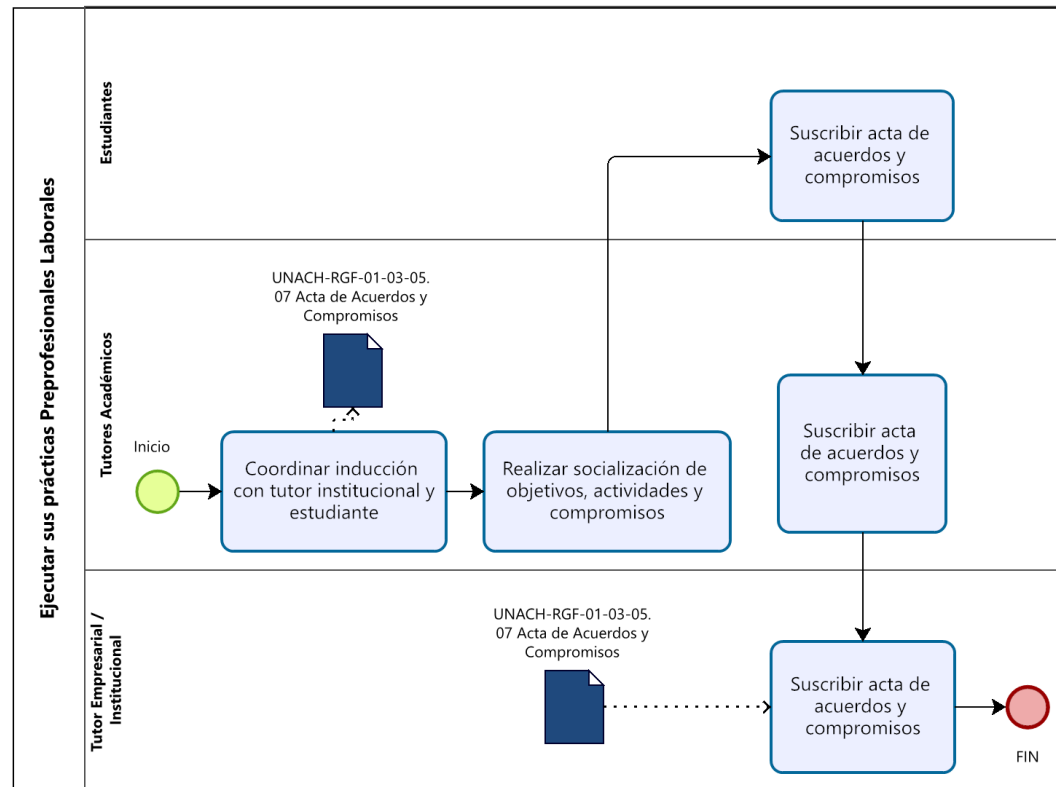 Ejecutar sus prácticas Preprofesionales Laborales
Estudiantes
Suscribir acta de
acuerdos y
compromisos
Tutores Académicos
UNACH-RGF-01-03-05.
07 Acta de Acuerdos y
Compromisos
Inicio
Coordinar inducción
con tutor institucional y
estudiante
Realizar socialización de
objetivos, actividades y
compromisos
Suscribir acta
de acuerdos y
compromisos
Tutor Empresarial /
Institucional
UNACH-RGF-01-03-05.
07 Acta de Acuerdos y
Compromisos
Suscribir acta de
acuerdos y
compromisos
FIN